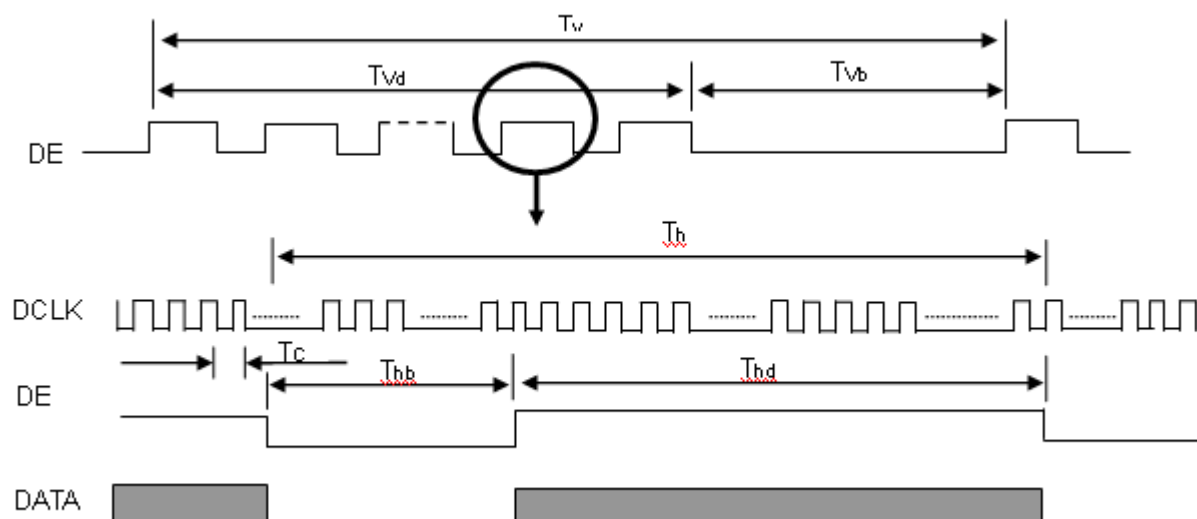 Tv
Tvd
Tvb
DE
Th
DCLK
Tc
Thb
Thd
DE
DATA